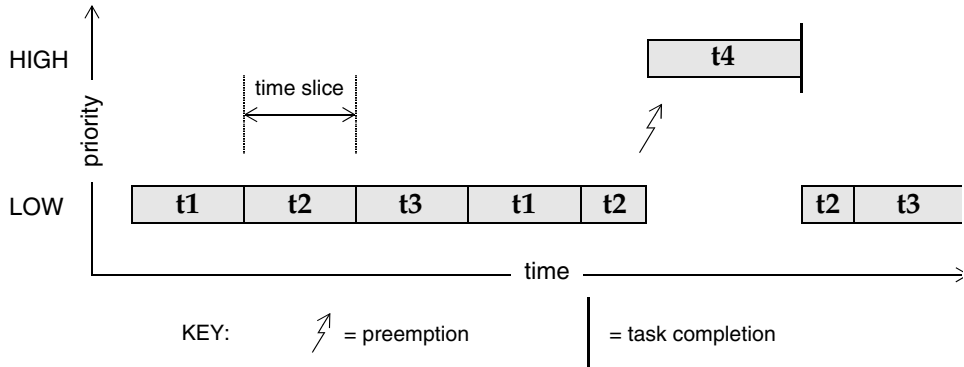 HIGH
t4
time slice
priority
LOW
t1 t2 t3 t1 t2 t2 t3
time
KEY: = preemption = task completion